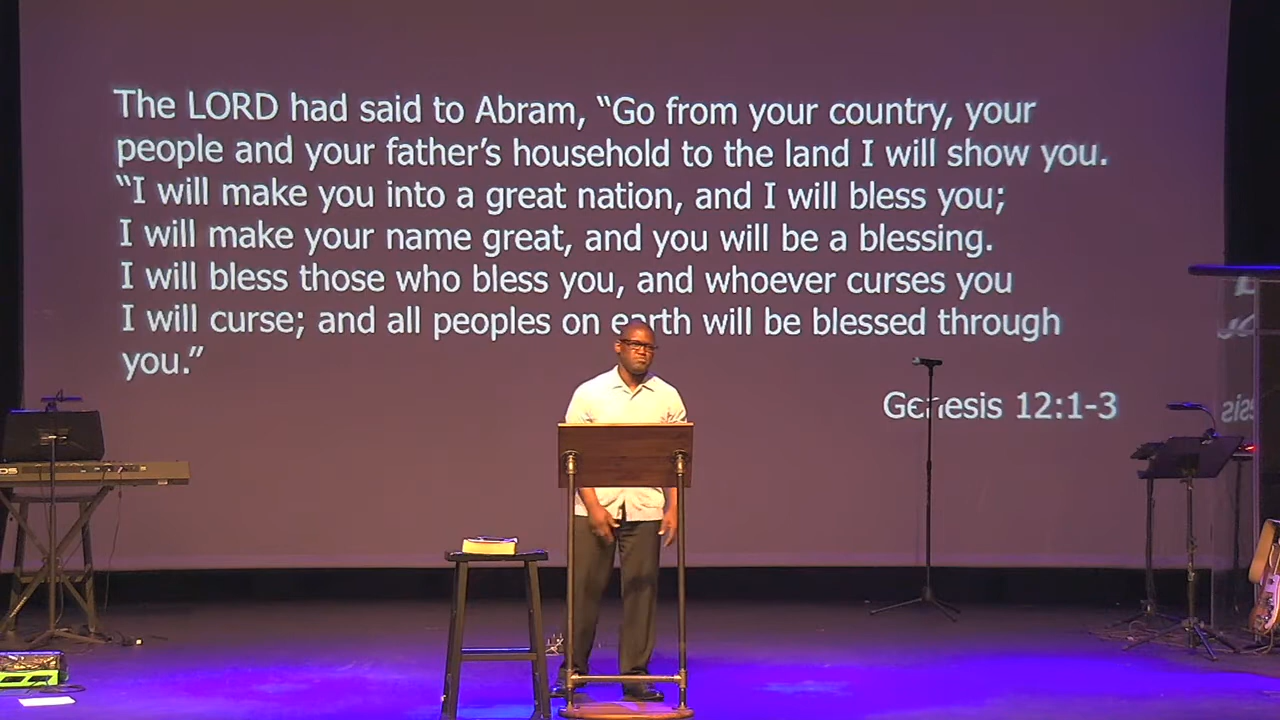 The LORD had said to Abram, “Go from your country, your
people and your father’s household to the land I will show you.
“I will make you into a great nation, and I will bless you;
I will make your name great, and you will be a blessing.
I will bless those who bless you, and whoever curses you
I will curse; and all peoples on earth will be blessed through
you.”
Genesis 12:1-3